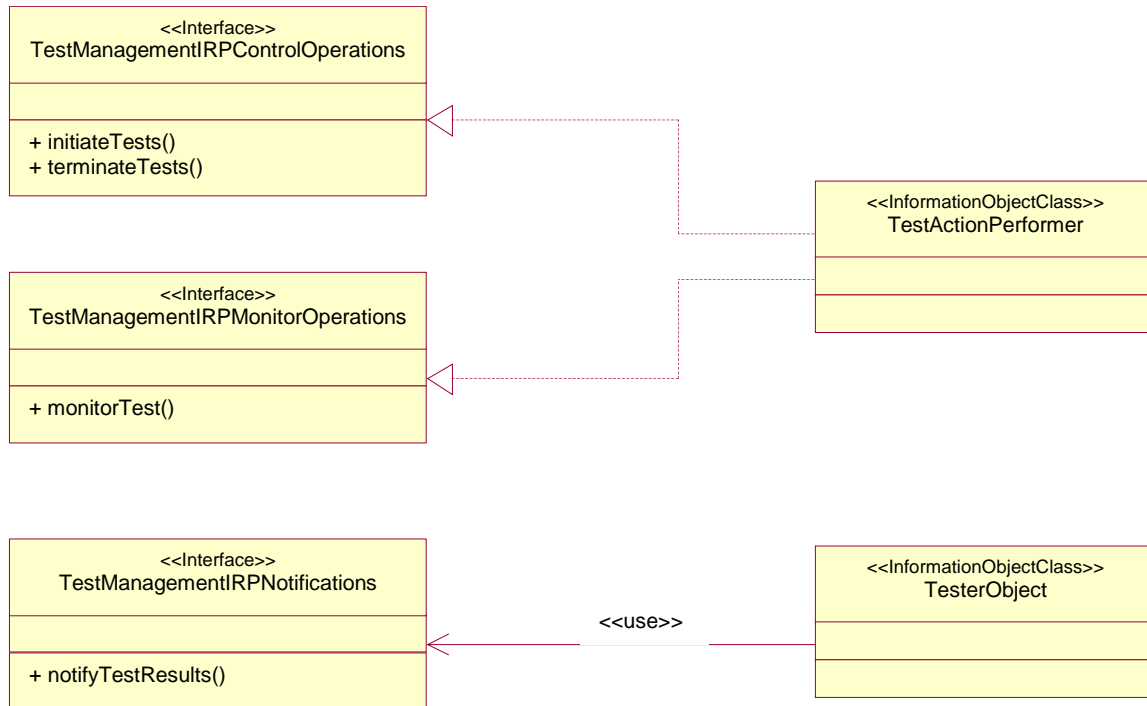 <<Interface>>
TestManagementIRPControlOperations
+ initiateTests()
+ terminateTests()
<<InformationObjectClass>>
TestActionPerformer
<<Interface>>
TestManagementIRPMonitorOperations
+ monitorTest()
<<Interface>>
TestManagementIRPNotifications
+ notifyTestResults()
<<use>>
<<InformationObjectClass>>
TesterObject